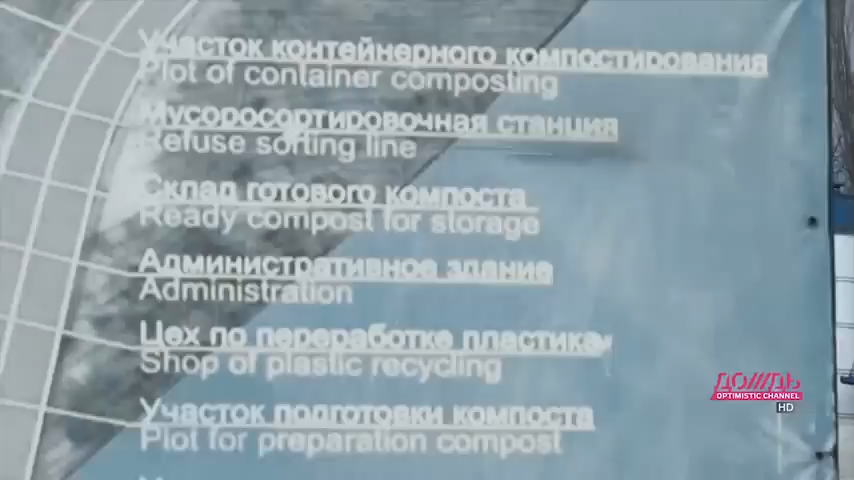 Участок контейнерного компостирования
Plot of container composting
Мусоросортировочная станция
Refuse sorting line
Склад готового компоста
Ready compost for storage
Административное здание
Administration
Цех по переработке пластика
Shop of plastic recycling
Участок подготовки компоста
Plot for preparation compost
ДОЖДЬ
OPTIMISTIC CHANNEL
HD